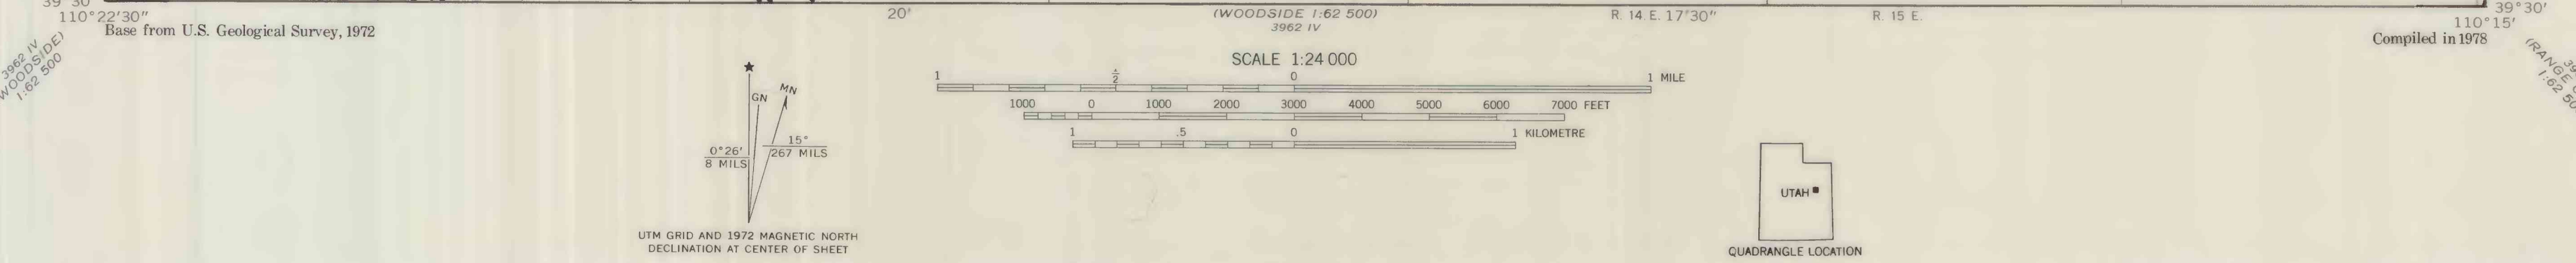 39°30'
110°22'30"
20'
(WOODSIDE 1:62 500)
3962 IV
R. 14 E. 17'30"
R. 15 E.
39°30'
110°15'
Base from U.S. Geological Survey, 1972
Compiled in 1978
3962 IV
WOODSIDE)
1:62 500
(RANGE
1:62 50
SCALE 1:24 000
1 ½ 0 1 MILE
1000 0 1000 2000 3000 4000 5000 6000 7000 FEET
1 .5 0 1 KILOMETRE
GN
MN
0°26'
8 MILS
15°
267 MILS
UTM GRID AND 1972 MAGNETIC NORTH
DECLINATION AT CENTER OF SHEET
UTAH
QUADRANGLE LOCATION